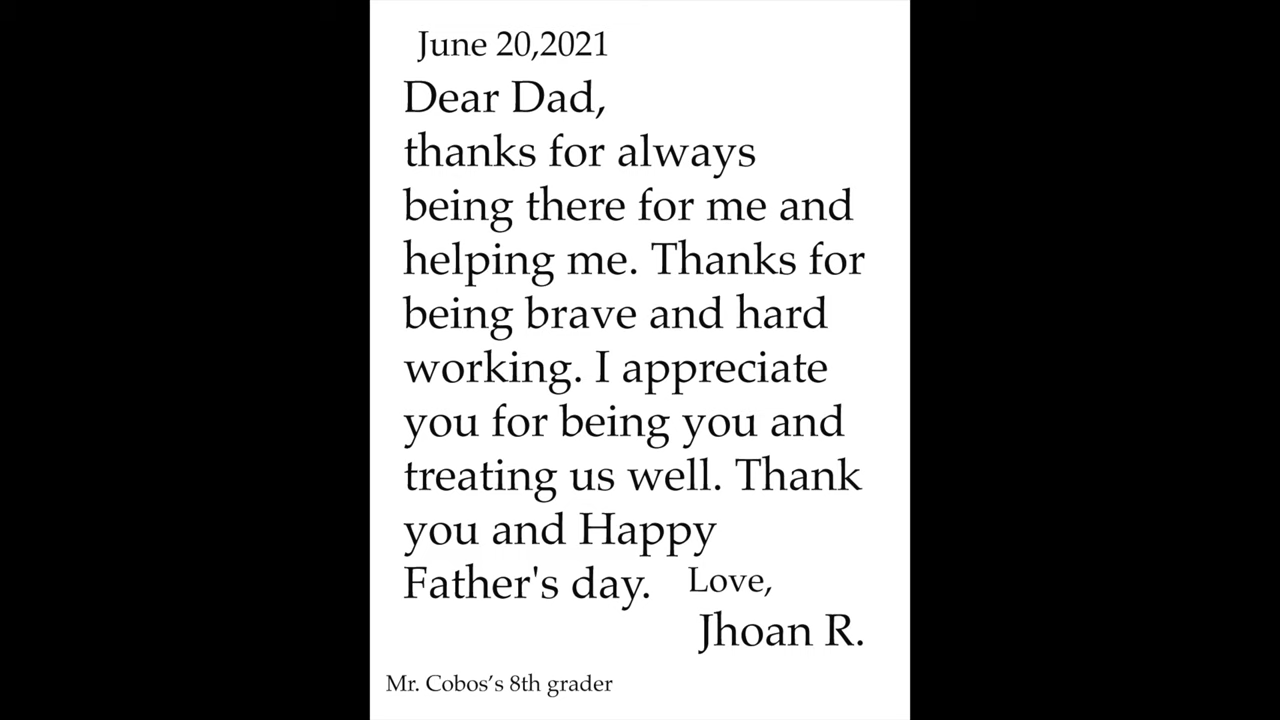 June 20,2021
Dear Dad,
thanks for always
being there for me and
helping me. Thanks for
being brave and hard
working. I appreciate
you for being you and
treating us well. Thank
you and Happy
Father's day. Love,
Jhoan R.
Mr. Cobos’s 8th grader